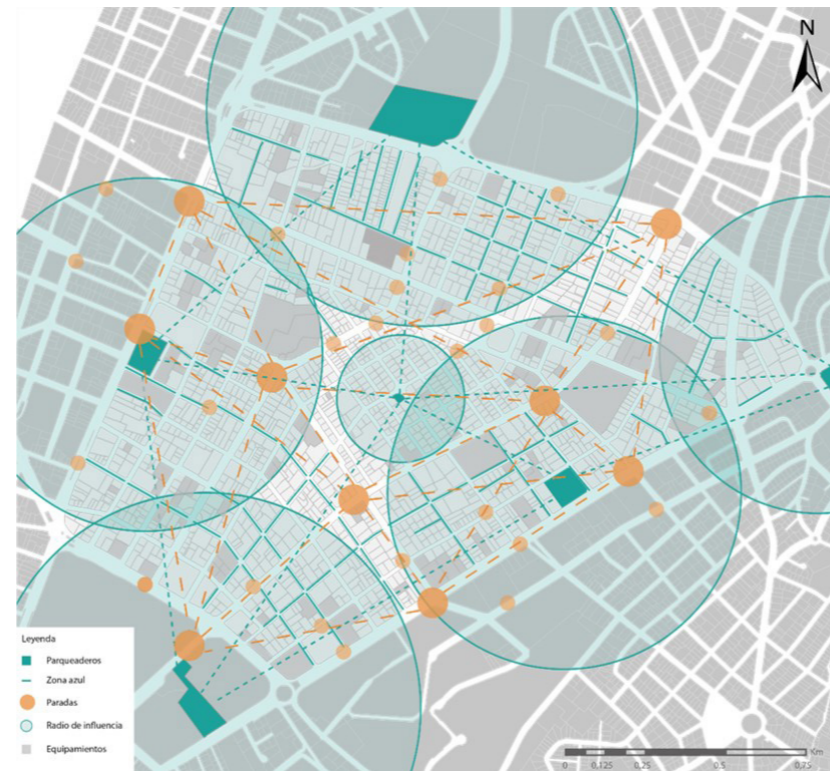 N
Leyenda
Parqueaderos
Zona azul
Paradas
Radio de influencia
Equipamientos
Km
0 0,125 0,25 0,5 0,75